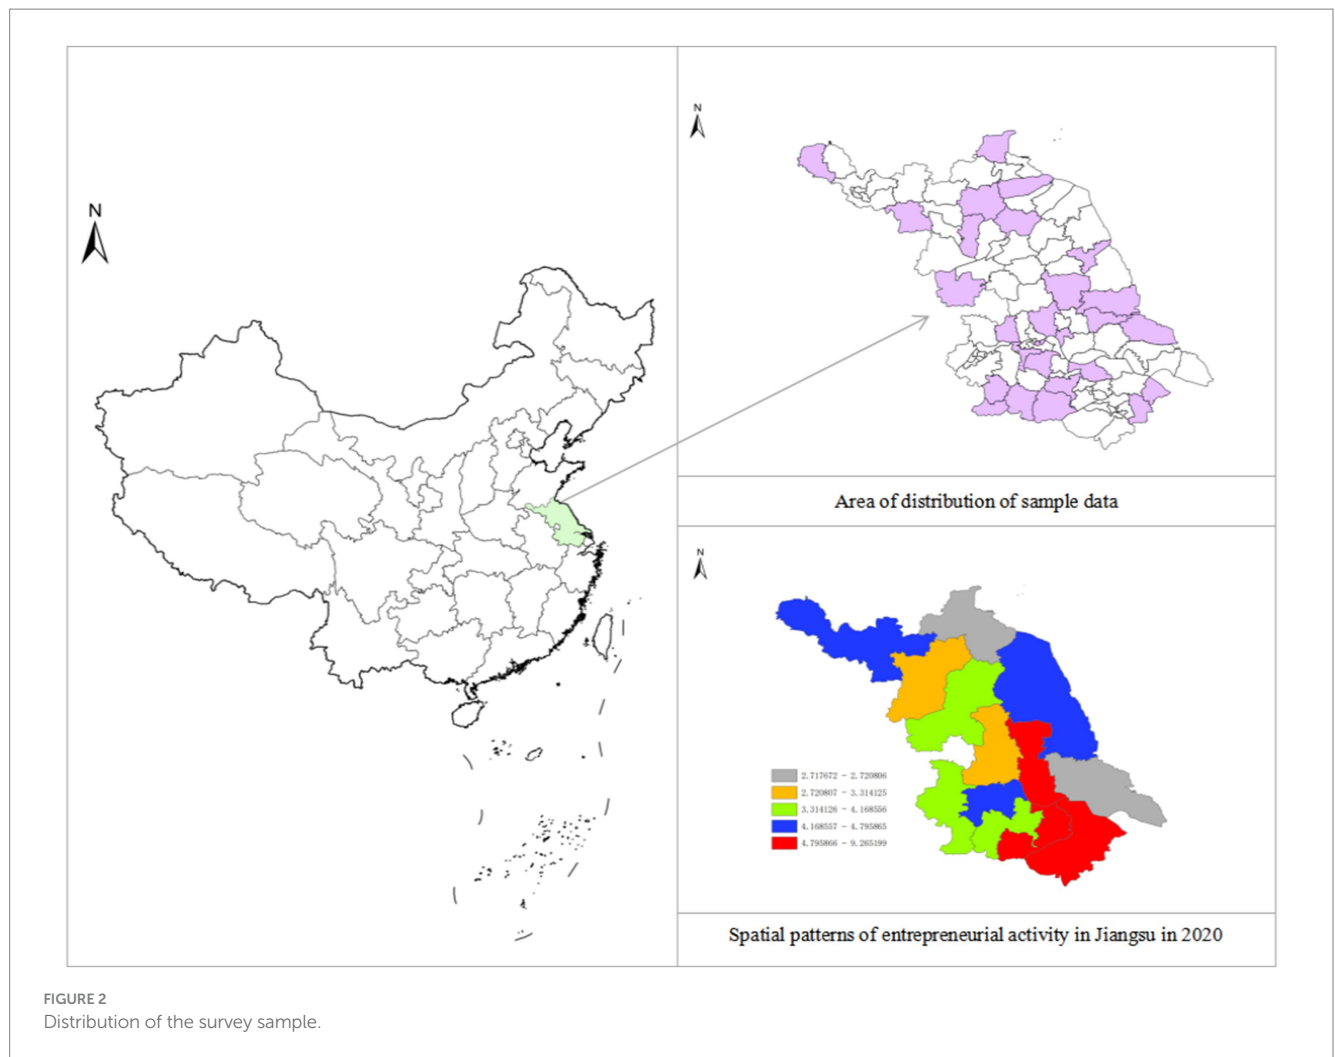 N
N
Area of distribution of sample data
N
2.717672 - 2.720806
2.720807 - 3.314125
3.314126 - 4.168556
4.168557 - 4.795865
4.795866 - 9.265199
Spatial patterns of entrepreneurial activity in Jiangsu in 2020
FIGURE 2
Distribution of the survey sample.